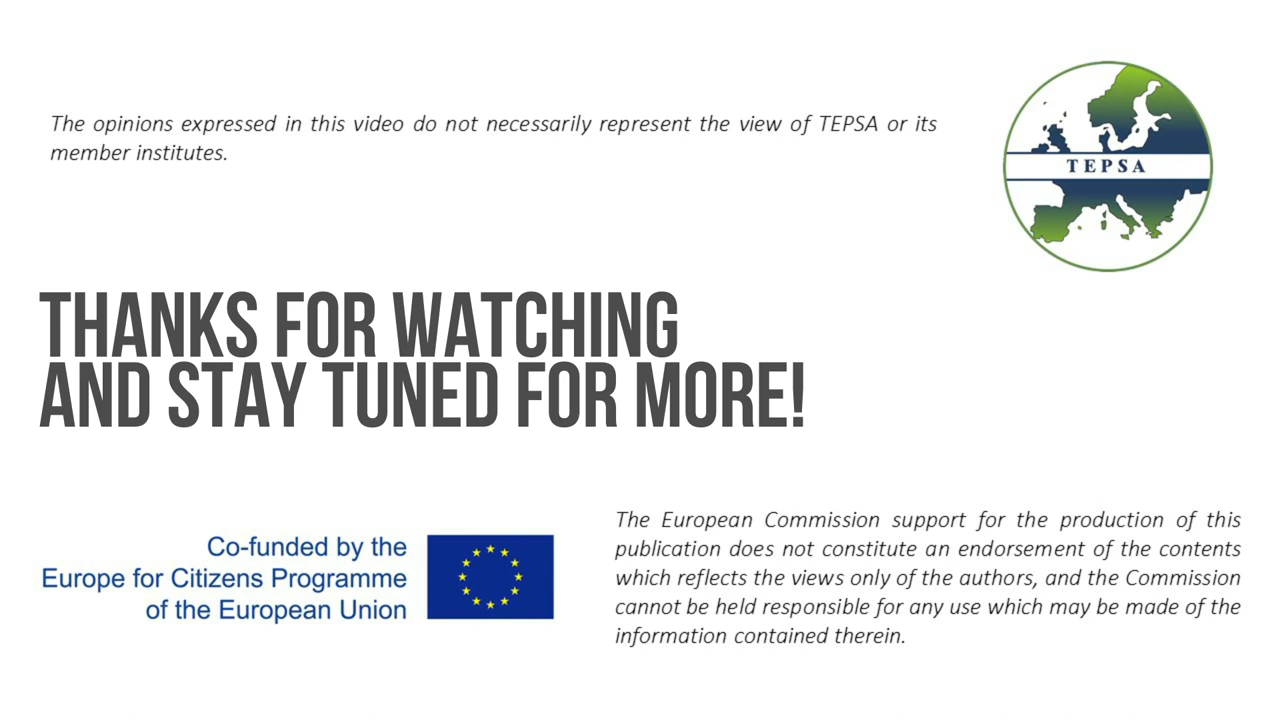 The opinions expressed in this video do not necessarily represent the view of TEPSA or its
member institutes.
TEPSA
THANKS FOR WATCHING
AND STAY TUNED FOR MORE!
Co-funded by the
Europe for Citizens Programme
of the European Union
The European Commission support for the production of this
publication does not constitute an endorsement of the contents
which reflects the views only of the authors, and the Commission
cannot be held responsible for any use which may be made of the
information contained therein.